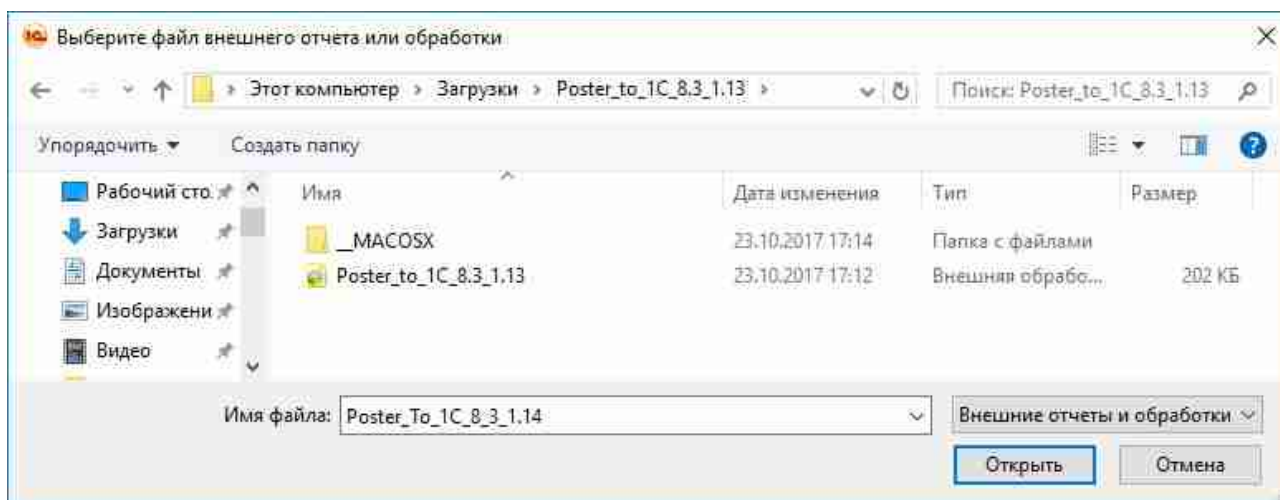 1С Выберите файл внешнего отчета или обработки
Этот компьютер > Загрузки > Poster_to_1C_8.3_1.13 > Поиск: Poster_to_1C_8.3_1.13
Упорядочить Создать папку
Рабочий сто. Имя Дата изменения Тип Размер
Загрузки __MACOSX 23.10.2017 17:14 Папка с файлами
Документы Poster_to_1C_8.3_1.13 23.10.2017 17:12 Внешняя обрабо... 202 КБ
Изображени
Видео
Имя файла: Poster_To_1C_8_3_1.14 Внешние отчеты и обработки
Открыть Отмена